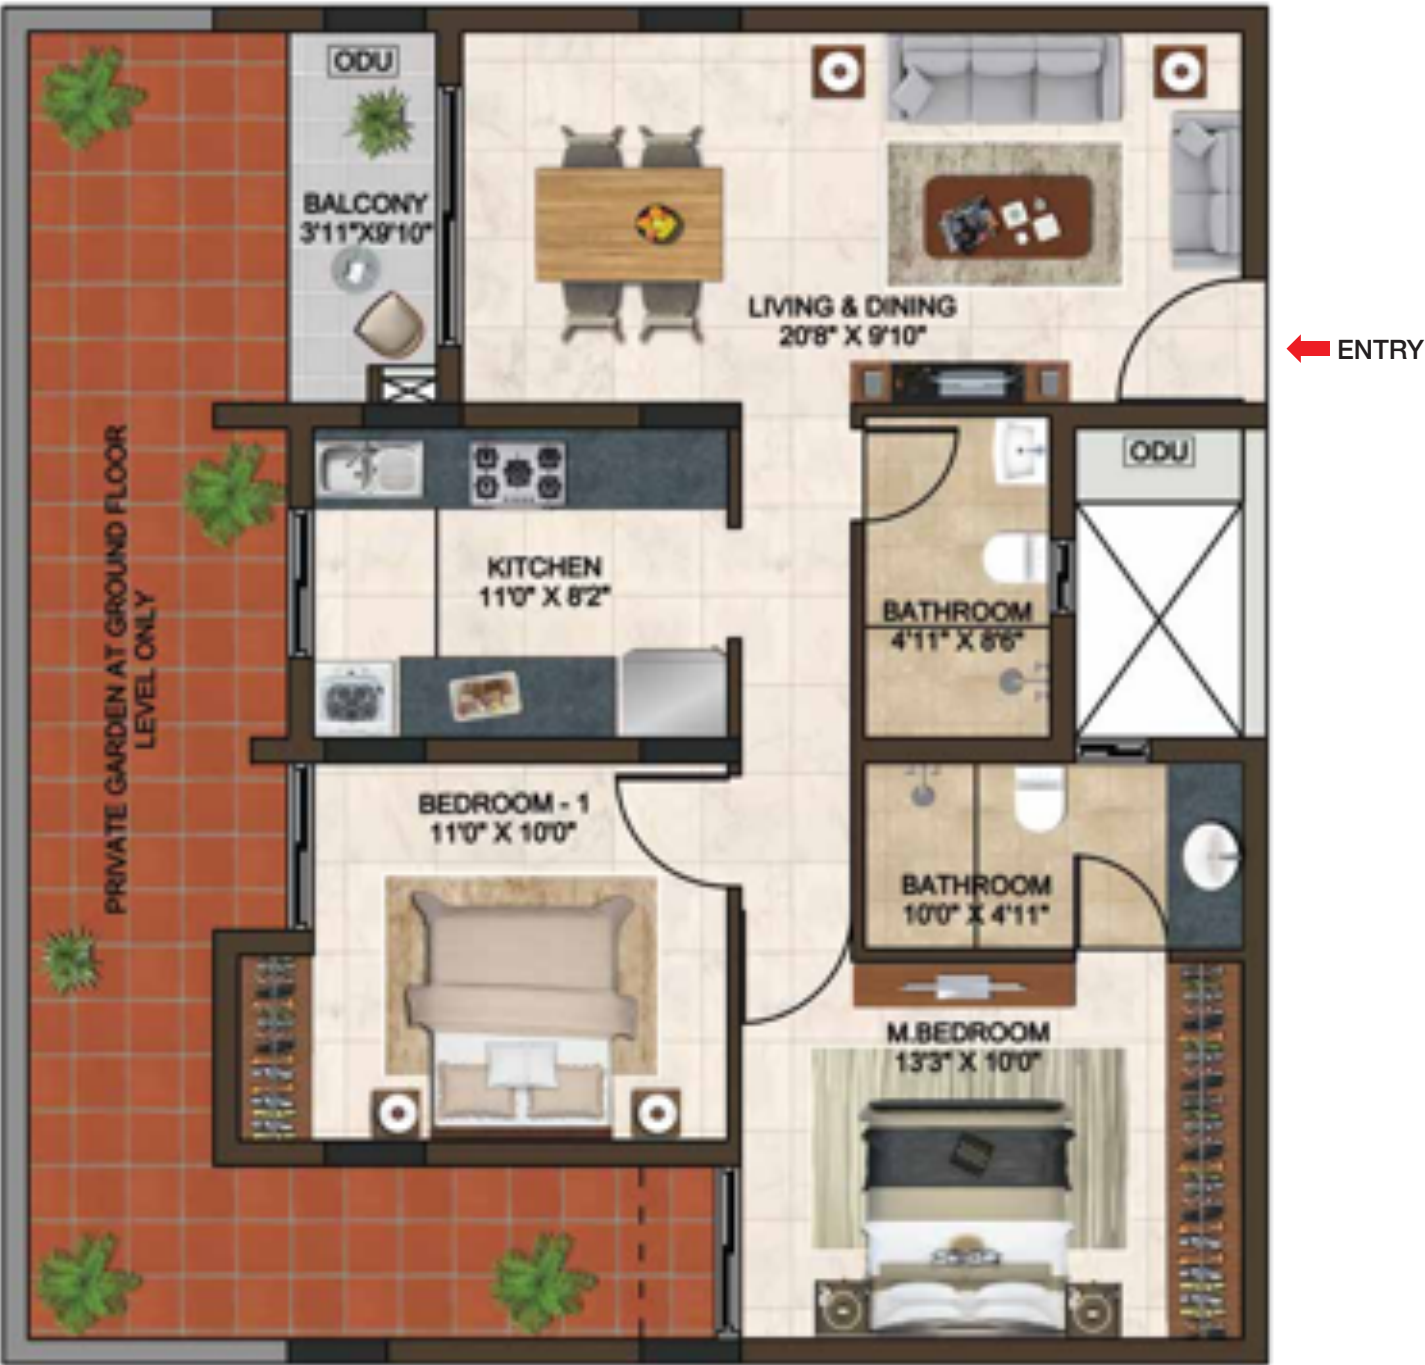 ODU
BALCONY
3'11"X9'10"
LIVING & DINING
20'8" X 9'10"
ENTRY
ODU
KITCHEN
11'0" X 8'2"
BATHROOM
4'11" X 8'6"
PRIVATE GARDEN AT GROUND FLOOR
LEVEL ONLY
BEDROOM - 1
11'0" X 10'0"
BATHROOM
10'0" X 4'11"
M.BEDROOM
13'3" X 10'0"